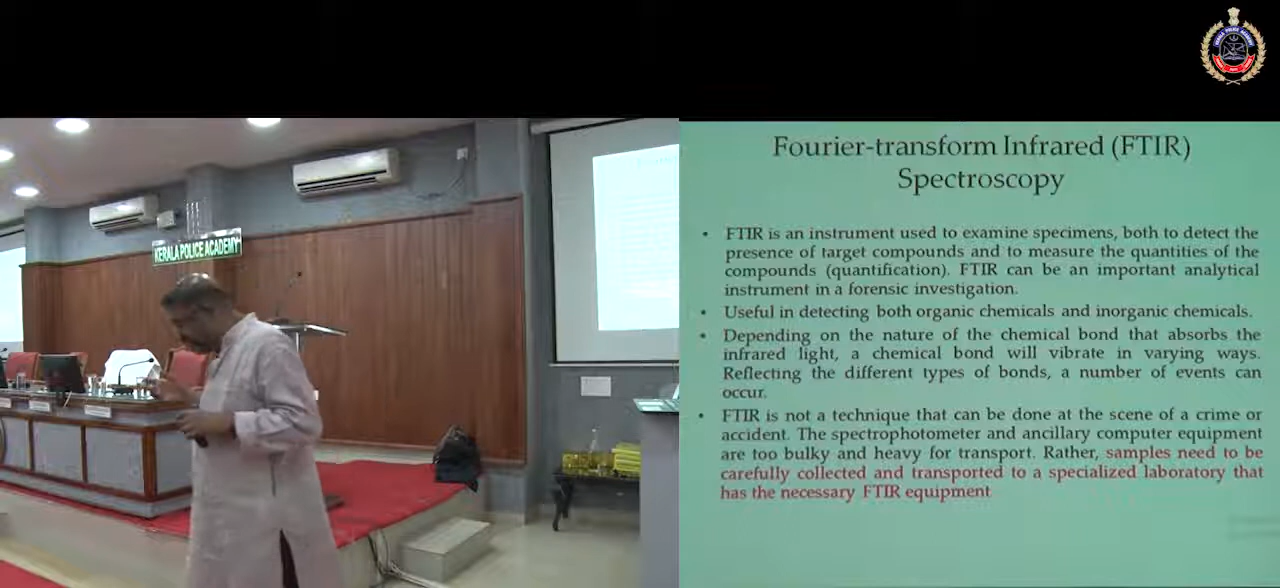 KERALA POLICE ACADEMY
Fourier-transform Infrared (FTIR)
Spectroscopy
• FTIR is an instrument used to examine specimens, both to detect the
presence of target compounds and to measure the quantities of the
compounds (quantification). FTIR can be an important analytical
instrument in a forensic investigation.
• Useful in detecting both organic chemicals and inorganic chemicals.
• Depending on the nature of the chemical bond that absorbs the
infrared light, a chemical bond will vibrate in varying ways.
Reflecting the different types of bonds, a number of events can
occur.
• FTIR is not a technique that can be done at the scene of a crime or
accident. The spectrophotometer and ancillary computer equipment
are too bulky and heavy for transport. Rather, samples need to be
carefully collected and transported to a specialized laboratory that
has the necessary FTIR equipment